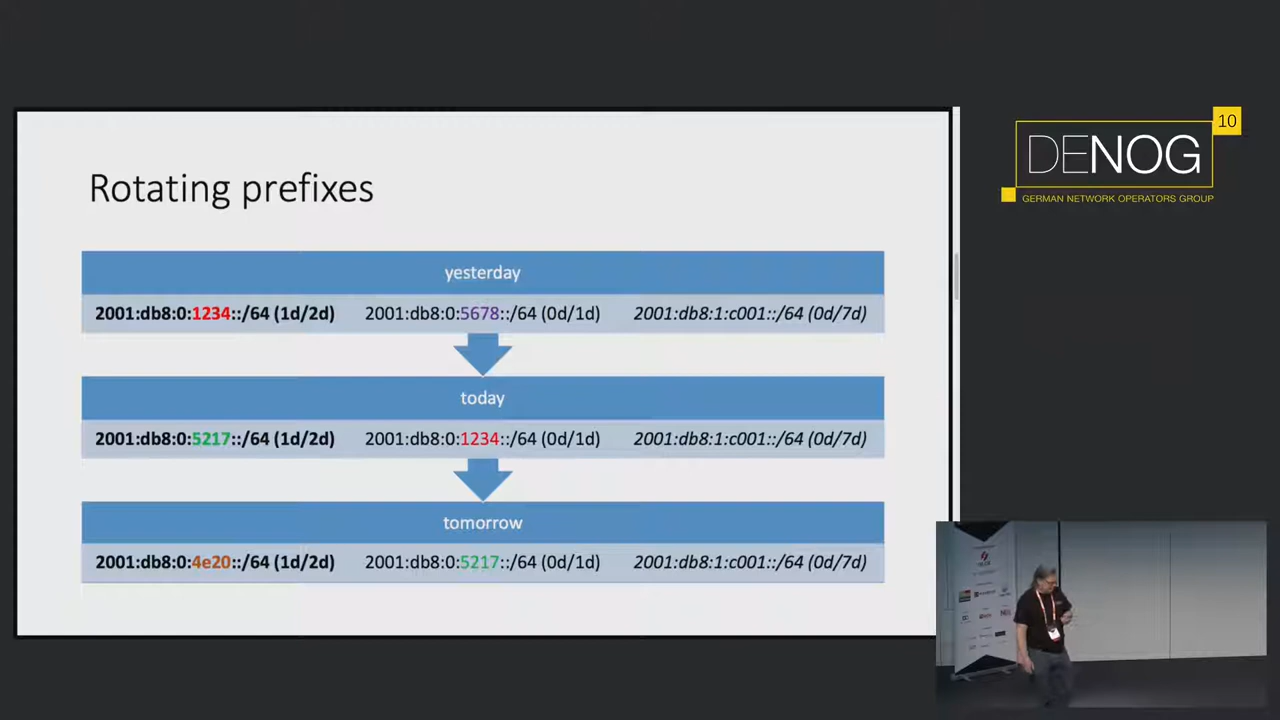 Rotating prefixes
yesterday
2001:db8:0:1234::/64 (1d/2d) 2001:db8:0:5678::/64 (0d/1d) 2001:db8:1:c001::/64 (0d/7d)
today
2001:db8:0:5217::/64 (1d/2d) 2001:db8:0:1234::/64 (0d/1d) 2001:db8:1:c001::/64 (0d/7d)
tomorrow
2001:db8:0:4e20::/64 (1d/2d) 2001:db8:0:5217::/64 (0d/1d) 2001:db8:1:c001::/64 (0d/7d)
10
DENOG
GERMAN NETWORK OPERATORS GROUP